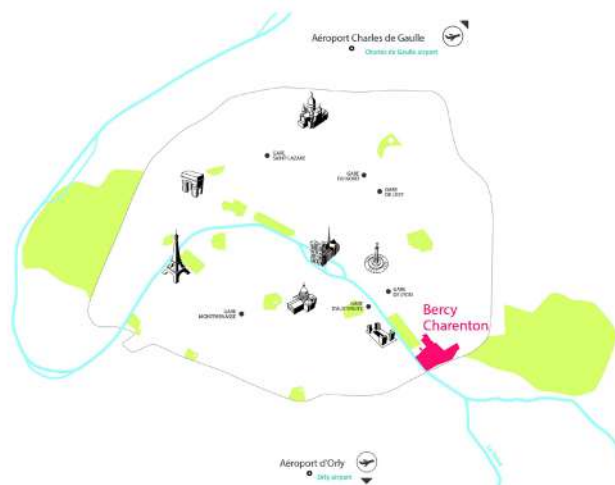 Aéroport Charles de Gaulle
Charles de Gaulle airport
GARE
SAINT-LAZARE
GARE
DU NORD
GARE
DE L'EST
GARE
DE LYON
GARE
D'AUSTERLITZ
GARE
MONTPARNASSE
Bercy
Charenton
Aéroport d'Orly
Orly airport